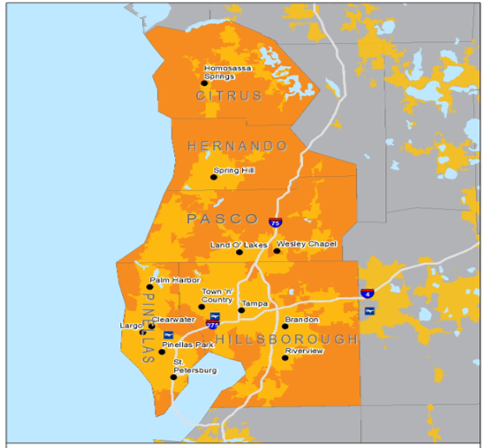 Homosassa
Springs
CITRUS
HERNANDO
Spring Hill
PASCO
75
Land O' Lakes
Wesley Chapel
Palm Harbor
4
Town 'n'
Country
Tampa
PINELLAS
Clearwater
275
Brandon
Largo
HILLSBOROUGH
Pinellas Park
Riverview
St.
Petersburg